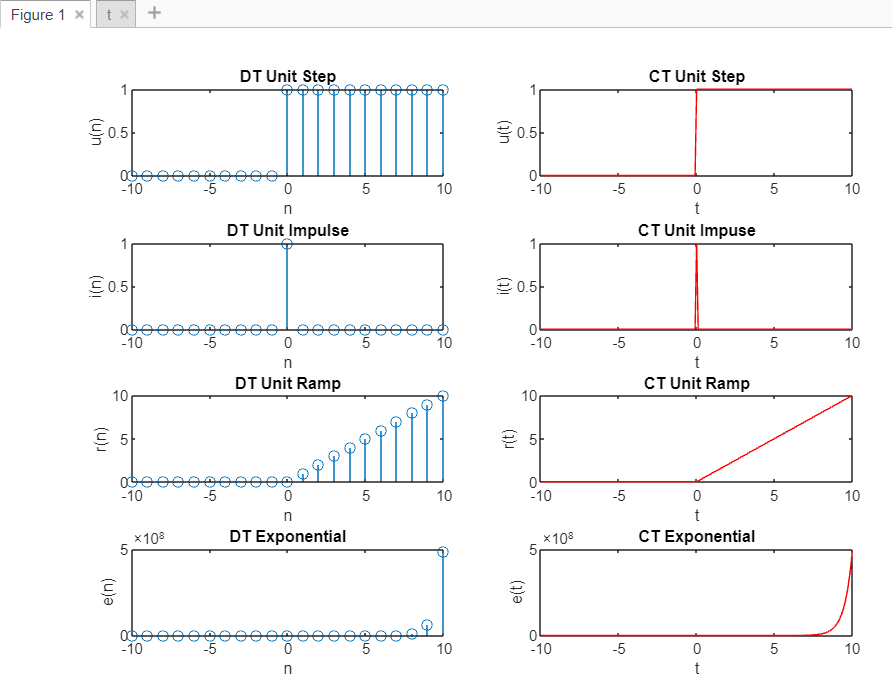 Figure 1 × t × +
DT Unit Step
1
0.5
0
u(n)
-10 -5 0 5 10
n
CT Unit Step
1
0.5
0
u(t)
-10 -5 0 5 10
t
DT Unit Impulse
1
0.5
0
i(n)
-10 -5 0 5 10
n
CT Unit Impuse
1
0.5
0
i(t)
-10 -5 0 5 10
t
DT Unit Ramp
10
5
0
r(n)
-10 -5 0 5 10
n
CT Unit Ramp
10
5
0
r(t)
-10 -5 0 5 10
t
DT Exponential
×10⁸
5
0
e(n)
-10 -5 0 5 10
n
CT Exponential
×10⁸
5
0
e(t)
-10 -5 0 5 10
t